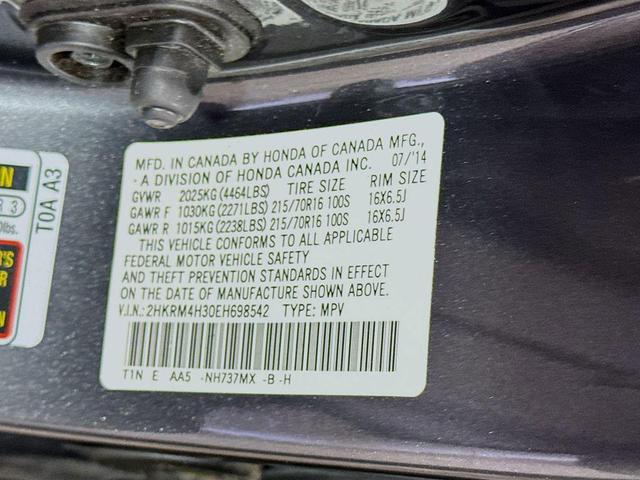 MFD. IN CANADA BY HONDA OF CANADA MFG.,
- A DIVISION OF HONDA CANADA INC. 07/'14
GVWR 2025KG(4464LBS) TIRE SIZE RIM SIZE
GAWR F 1030KG(2271LBS) 215/70R16 100S 16X6.5J
GAWR R 1015KG(2238LBS) 215/70R16 100S 16X6.5J
THIS VEHICLE CONFORMS TO ALL APPLICABLE
FEDERAL MOTOR VEHICLE SAFETY
AND THEFT PREVENTION STANDARDS IN EFFECT
ON THE DATE OF MANUFACTURE SHOWN ABOVE.
V.I.N.:2HKRM4H30EH698542 TYPE: MPV
T1N E AA5 -NH737MX -B -H
T0A A3